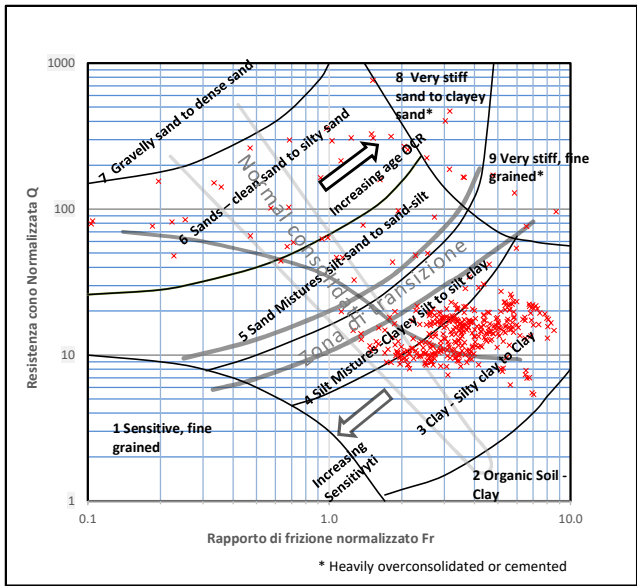 1000
8 Very stiff
sand to clayey
sand*
7 Gravelly sand to dense sand
6 Sands – clean sand to silty sand
Increasing age OCR
9 Very stiff, fine
grained*
100
Normal consolidati
5 Sand Mixtures- silt-sand to sand-silt
Zona di transizione
4 Silt Mixtures- Clayey silt to silt clay
10
3 Clay - Silty clay to Clay
1 Sensitive, fine
grained
Increasing
Sensitivyti
2 Organic Soil -
Clay
1
0.1
1.0
10.0
Resistenza cono Normalizzata Q
Rapporto di frizione normalizzato Fr
* Heavily overconsolidated or cemented